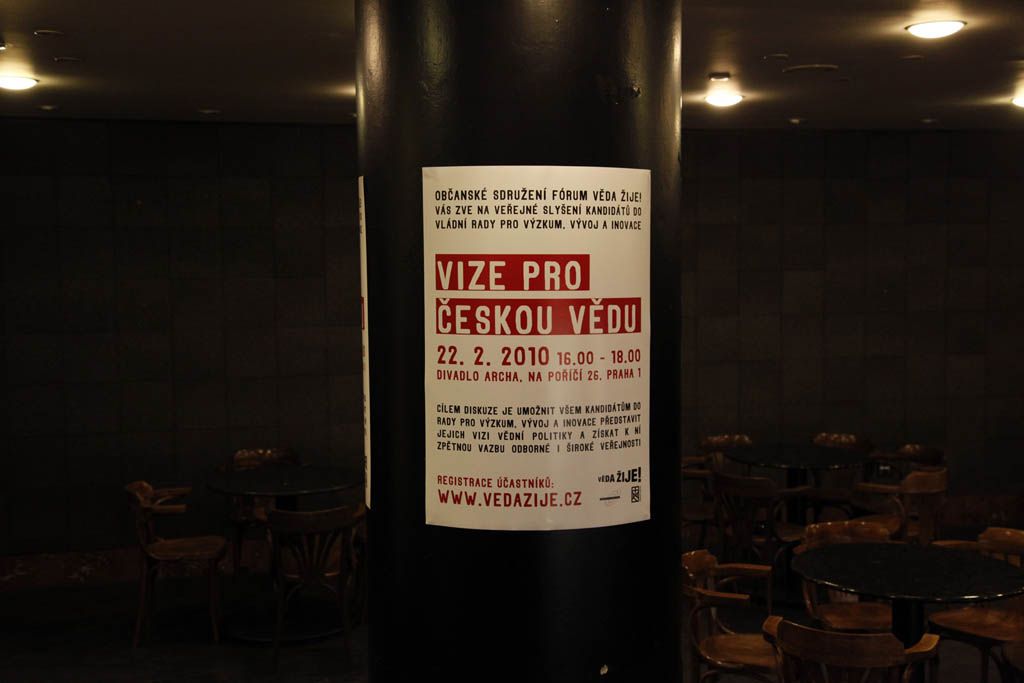 OBČANSKÉ SDRUŽENÍ FÓRUM VĚDA ŽIJE!
VÁS ZVE NA VEŘEJNÉ SLYŠENÍ KANDIDÁTŮ DO
VLÁDNÍ RADY PRO VÝZKUM, VÝVOJ A INOVACE
VIZE PRO
ČESKOU VĚDU
22. 2. 2010 16.00 - 18.00
DIVADLO ARCHA, NA POŘÍČÍ 26, PRAHA 1
CÍLEM DISKUZE JE UMOŽNIT VŠEM KANDIDÁTŮM DO
RADY PRO VÝZKUM, VÝVOJ A INOVACE PŘEDSTAVIT
JEJICH VIZI VĚDNÍ POLITIKY A ZÍSKAT K NÍ
ZPĚTNOU VAZBU ODBORNÉ I ŠIROKÉ VEŘEJNOSTI
REGISTRACE ÚČASTNÍKŮ:
WWW.VEDAZIJE.CZ
VĚDA ŽIJE!